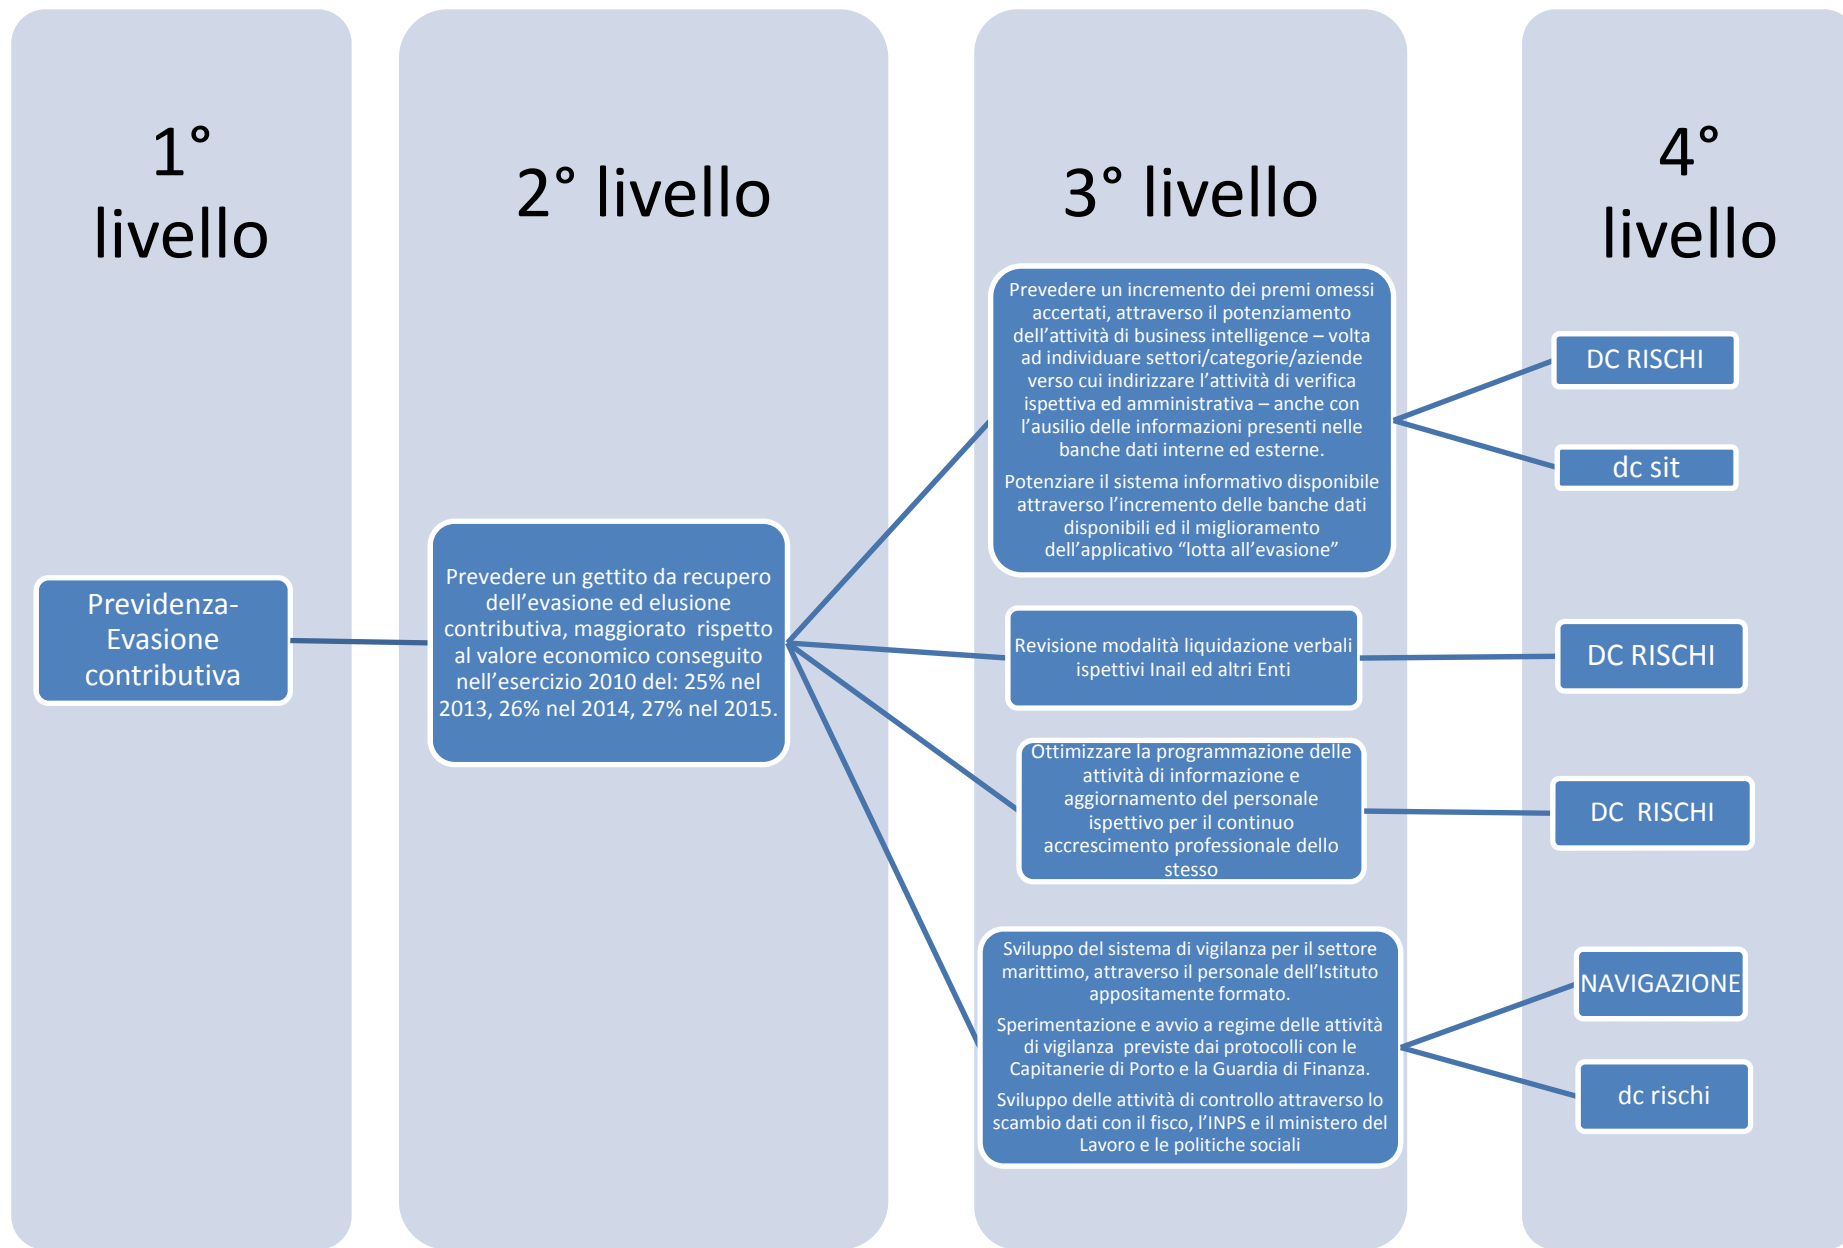 1°
livello
2° livello
3° livello
4°
livello
Previdenza-
Evasione
contributiva
Prevedere un gettito da recupero
dell’evasione ed elusione
contributiva, maggiorato  rispetto
al valore economico conseguito
nell’esercizio 2010 del: 25% nel
2013, 26% nel 2014, 27% nel 2015.
Prevedere un incremento dei premi omessi
accertati, attraverso il potenziamento
dell’attività di business intelligence – volta
ad individuare settori/categorie/aziende
verso cui indirizzare l’attività di verifica
ispettiva ed amministrativa – anche con
l’ausilio delle informazioni presenti nelle
banche dati interne ed esterne.
Potenziare il sistema informativo disponibile
attraverso l’incremento delle banche dati
disponibili ed il miglioramento
dell’applicativo “lotta all’evasione”
DC RISCHI
dc sit
Revisione modalità liquidazione verbali
ispettivi Inail ed altri Enti
DC RISCHI
Ottimizzare la programmazione delle
attività di informazione e
aggiornamento del personale
ispettivo per il continuo
accrescimento professionale dello
stesso
DC  RISCHI
Sviluppo del sistema di vigilanza per il settore
marittimo, attraverso il personale dell’Istituto
appositamente formato.
Sperimentazione e avvio a regime delle attività
di vigilanza  previste dai protocolli con le
Capitanerie di Porto e la Guardia di Finanza.
Sviluppo delle attività di controllo attraverso lo
scambio dati con il fisco, l’INPS e il ministero del
Lavoro e le politiche sociali
NAVIGAZIONE
dc rischi